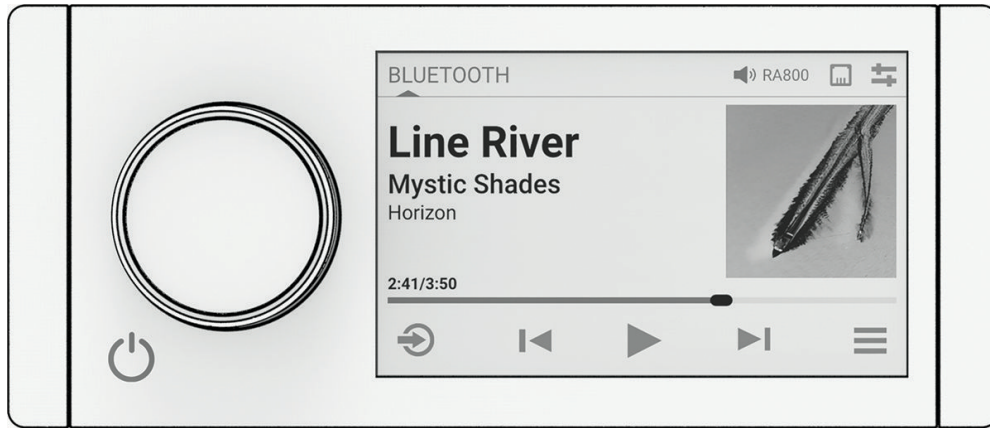 BLUETOOTH
RA800
Line River
Mystic Shades
Horizon
2:41/3:50